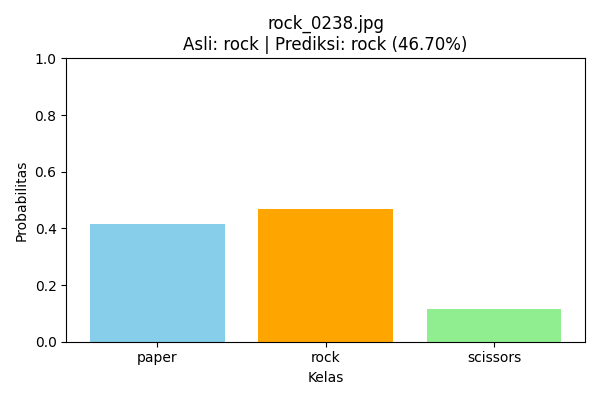 rock_0238.jpg
Asli: rock | Prediksi: rock (46.70%)
1.0
0.8
0.6
0.4
0.2
0.0
Probabilitas
paper
rock
scissors
Kelas